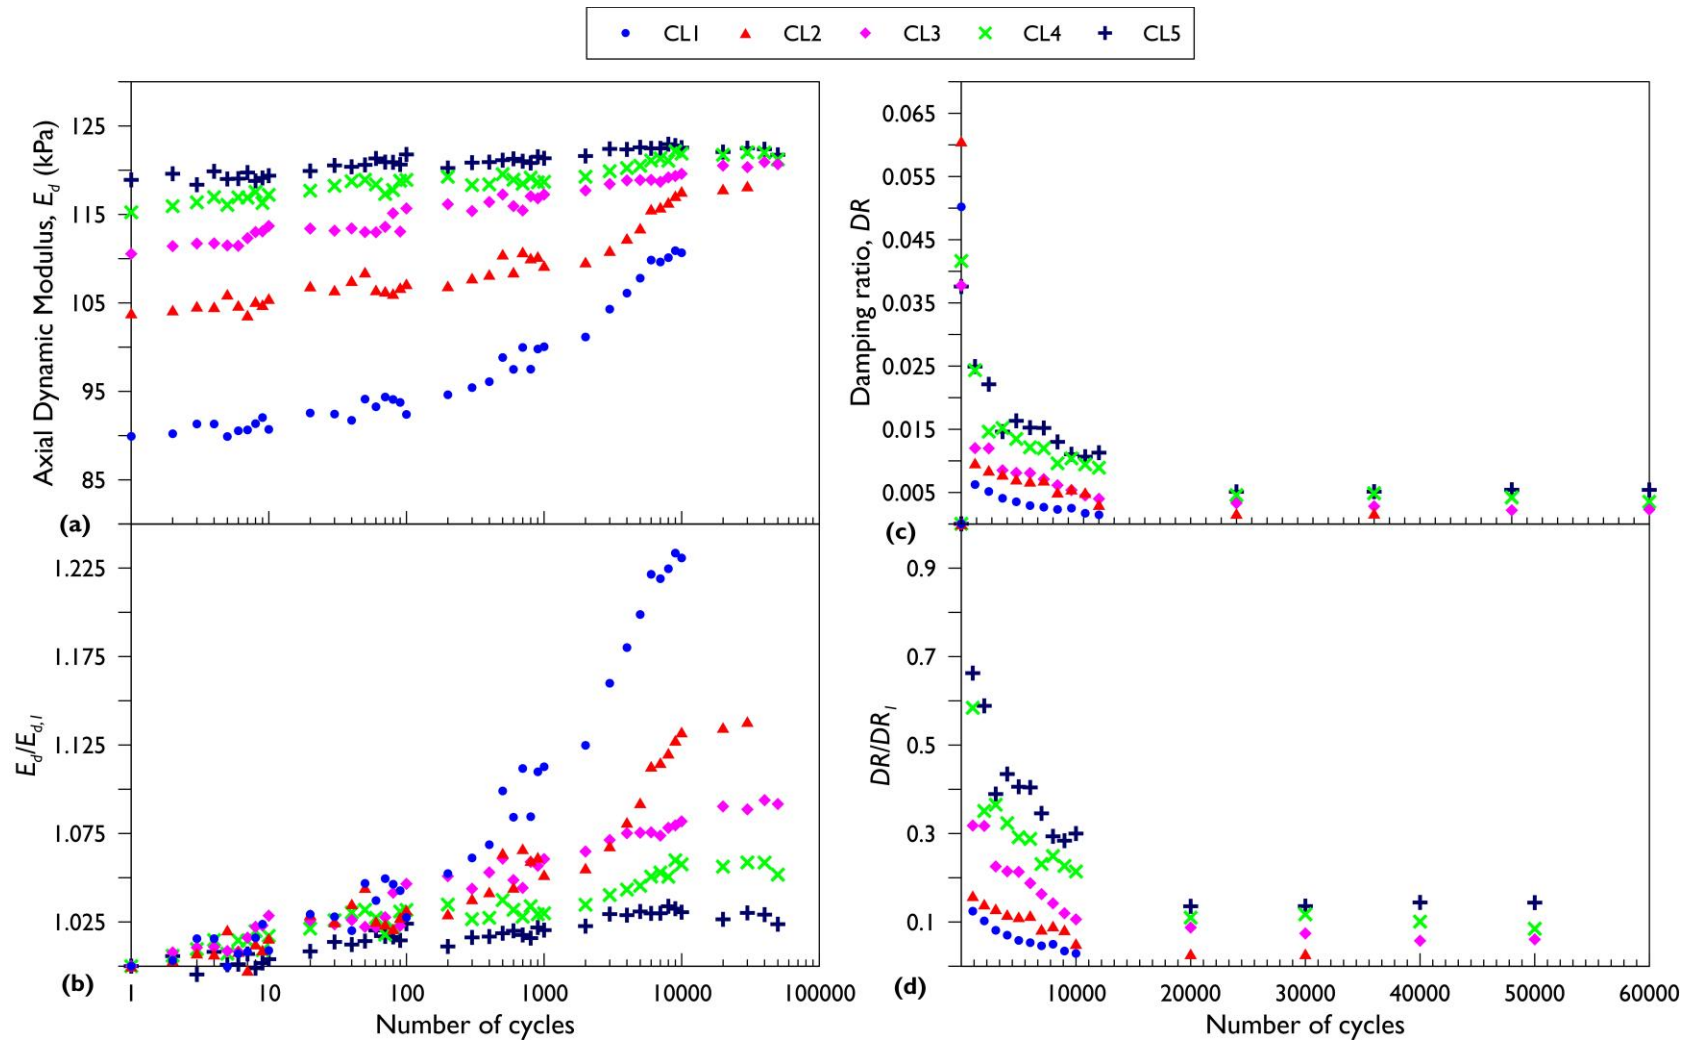 CL1 CL2 CL3 CL4 CL5
Axial Dynamic Modulus, E_d (kPa)
125
115
105
95
85
(a)
E_d/E_d,1
1.225
1.175
1.125
1.075
1.025
(b)
1 10 100 1000 10000 100000
Number of cycles
Damping ratio, DR
0.065
0.055
0.045
0.035
0.025
0.015
0.005
(c)
DR/DR_1
0.9
0.7
0.5
0.3
0.1
(d)
10000 20000 30000 40000 50000 60000
Number of cycles